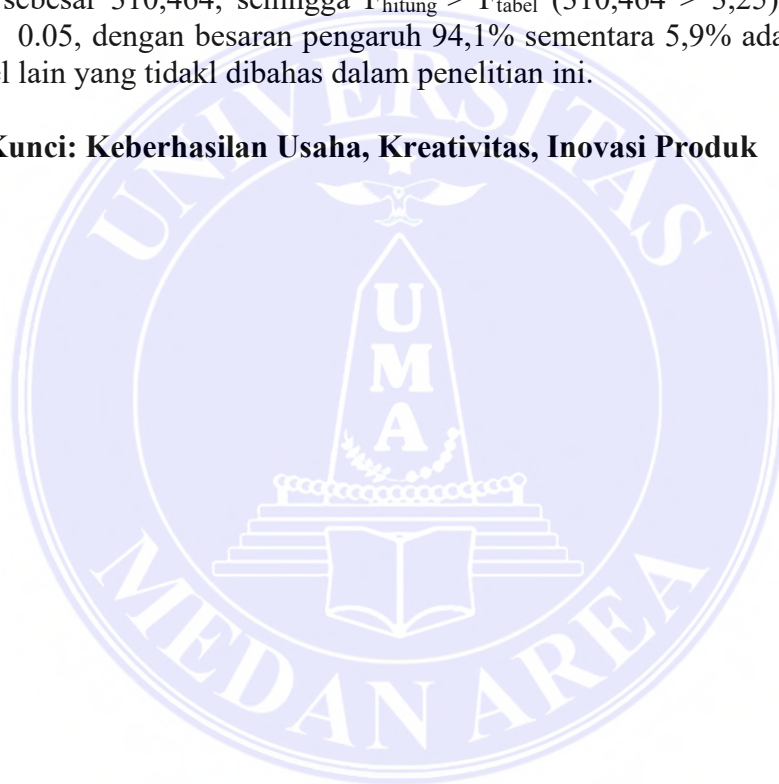 sebesar 310,464, sehingga Fhitung > Ftabel (310,464 > 3,25)
0.05, dengan besaran pengaruh 94,1% sementara 5,9% ada
l lain yang tidakl dibahas dalam penelitian ini.
Kunci: Keberhasilan Usaha, Kreativitas, Inovasi Produk
UNIVERSITAS
U
M
A
MEDAN AREA